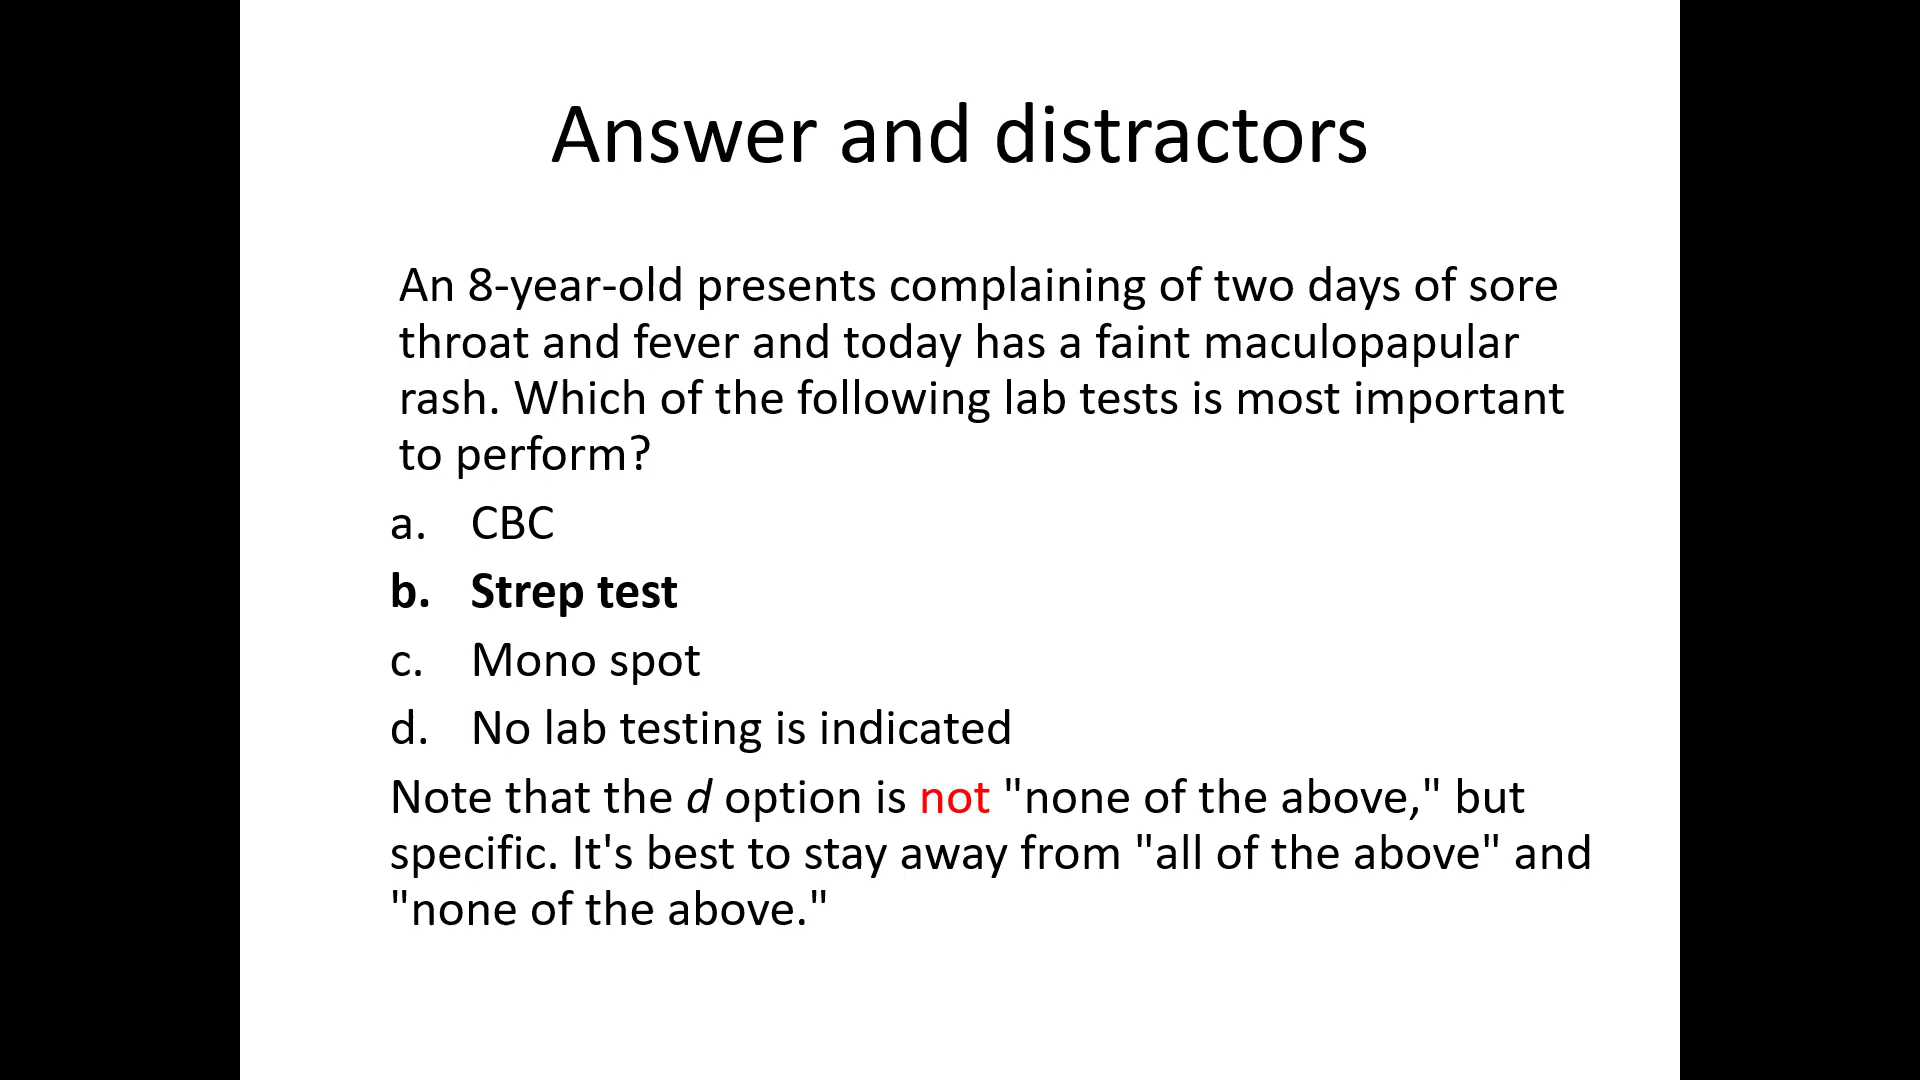 Answer and distractors
An 8-year-old presents complaining of two days of sore
throat and fever and today has a faint maculopapular
rash. Which of the following lab tests is most important
to perform?
a. CBC
b. Strep test
c. Mono spot
d. No lab testing is indicated
Note that the d option is not "none of the above," but
specific. It's best to stay away from "all of the above" and
"none of the above."